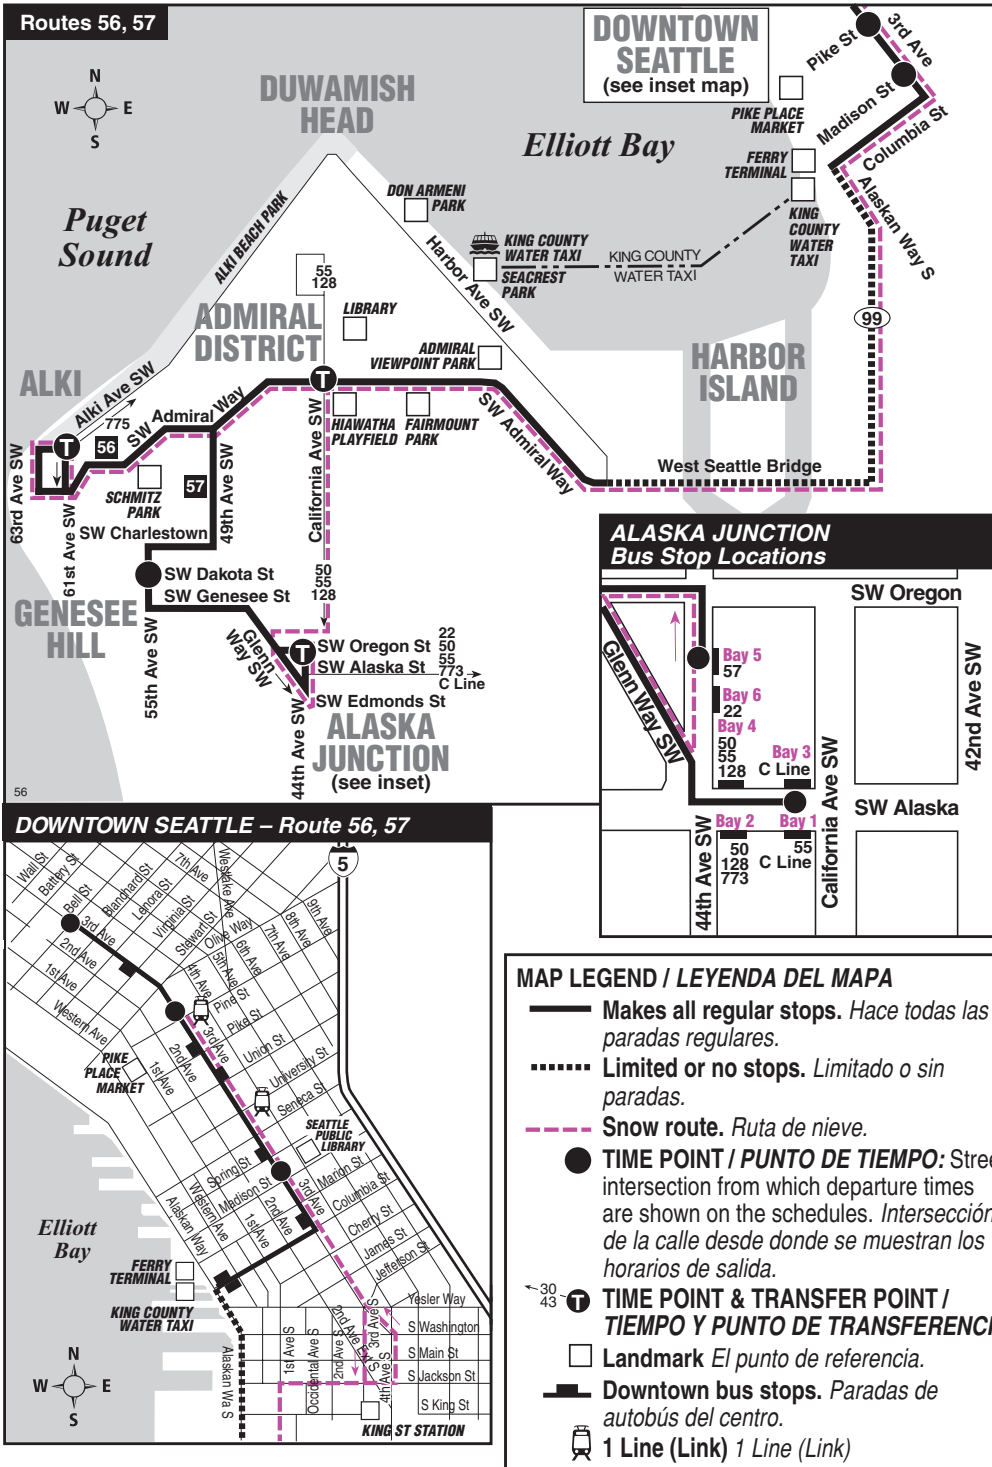 Routes 56, 57
N
W E
S
Puget
Sound
DUWAMISH
HEAD
DOWNTOWN
SEATTLE
(see inset map)
Elliott Bay
Pike St
3rd Ave
Madison St
Columbia St
Alaskan Way S
PIKE PLACE
MARKET
FERRY
TERMINAL
KING
COUNTY
WATER
TAXI
DON ARMENI
PARK
ALKI BEACH PARK
Harbor Ave SW
KING COUNTY
WATER TAXI
SEACREST
PARK
KING COUNTY
WATER TAXI
55
128
LIBRARY
ADMIRAL
DISTRICT
ADMIRAL
VIEWPOINT PARK
99
HARBOR
ISLAND
ALKI
Alki Ave SW
775
T
56
SW Admiral Way
T
HIAWATHA
PLAYFIELD
FAIRMOUNT
PARK
SW Admiral Way
West Seattle Bridge
63rd Ave SW
SCHMITZ
PARK
57
49th Ave SW
California Ave SW
61st Ave SW
SW Charlestown
SW Dakota St
SW Genesee St
50
55
128
GENESEE
HILL
55th Ave SW
Glenn
Way SW
T
SW Oregon St
SW Alaska St
22
50
55
773
C Line
SW Edmonds St
44th Ave SW
ALASKA
JUNCTION
(see inset)
56
ALASKA JUNCTION
Bus Stop Locations
SW Oregon
Glenn Way SW
Bay 5
57
Bay 6
22
Bay 4
50
55
128
Bay 3
C Line
42nd Ave SW
SW Alaska
Bay 2
50
128
773
Bay 1
55
C Line
44th Ave SW
California Ave SW
DOWNTOWN SEATTLE – Route 56, 57
5
Wall St
Battery St
Bell St
Blanchard St
Lenora St
Virginia St
Stewart St
Olive Way
7th Ave
Westlake Ave
9th Ave
8th Ave
7th Ave
6th Ave
5th Ave
4th Ave
3rd Ave
2nd Ave
1st Ave
Western Ave
Pine St
Pike St
Union St
University St
Seneca St
3rd Ave
2nd Ave
1st Ave
PIKE
PLACE
MARKET
SEATTLE
PUBLIC
LIBRARY
Spring St
Madison St
Marion St
Columbia St
Cherry St
James St
Jefferson St
3rd Ave
2nd Ave
1st Ave
Western Ave
Alaskan Way
Elliott
Bay
FERRY
TERMINAL
KING COUNTY
WATER TAXI
Yesler Way
S Washington
S Main St
S Jackson St
S King St
Alaskan Wa S
1st Ave S
Occidental Ave S
2nd Ave S
2nd Ave Ext. S
3rd Ave S
4th Ave S
N
W E
S
KING ST STATION
MAP LEGEND / LEYENDA DEL MAPA
Makes all regular stops. Hace todas las
paradas regulares.
Limited or no stops. Limitado o sin
paradas.
Snow route. Ruta de nieve.
TIME POINT / PUNTO DE TIEMPO: Stree
intersection from which departure times
are shown on the schedules. Intersección
de la calle desde donde se muestran los
horarios de salida.
30
43 T TIME POINT & TRANSFER POINT /
TIEMPO Y PUNTO DE TRANSFERENCI
Landmark El punto de referencia.
Downtown bus stops. Paradas de
autobús del centro.
1 Line (Link) 1 Line (Link)